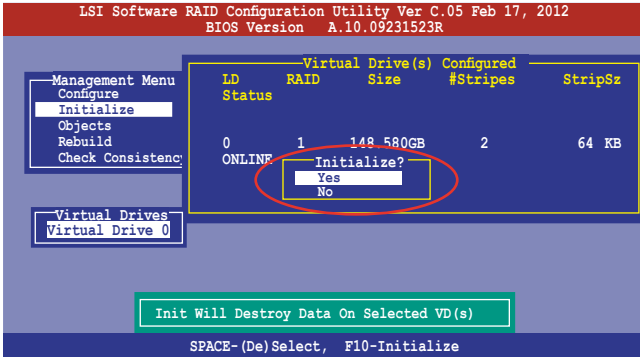 LSI Software RAID Configuration Utility Ver C.05 Feb 17, 2012
BIOS Version A.10.09231523R
Virtual Drive(s) Configured
LD RAID Size #Stripes StripSz
Status
0 1 148.580GB 2 64 KB
ONLINE
Management Menu
Configure
Initialize
Objects
Rebuild
Check Consistenc
Initialize?
Yes
No
Virtual Drives
Virtual Drive 0
Init Will Destroy Data On Selected VD(s)
SPACE-(De)Select, F10-Initialize